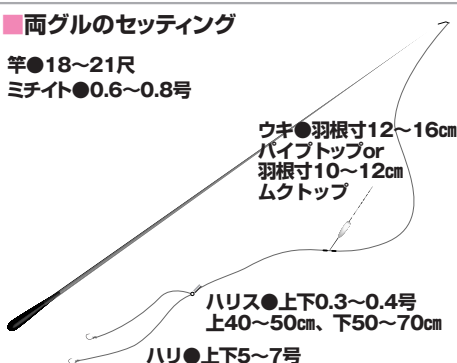 ■両グルのセッティング
竿●18〜21尺
ミチイト●0.6〜0.8号
ウキ●羽根寸12〜16㎝
パイプトップor
羽根寸10〜12㎝
ムクトップ
ハリス●上下0.3〜0.4号
上40〜50㎝、下50〜70㎝
ハリ●上下5〜7号